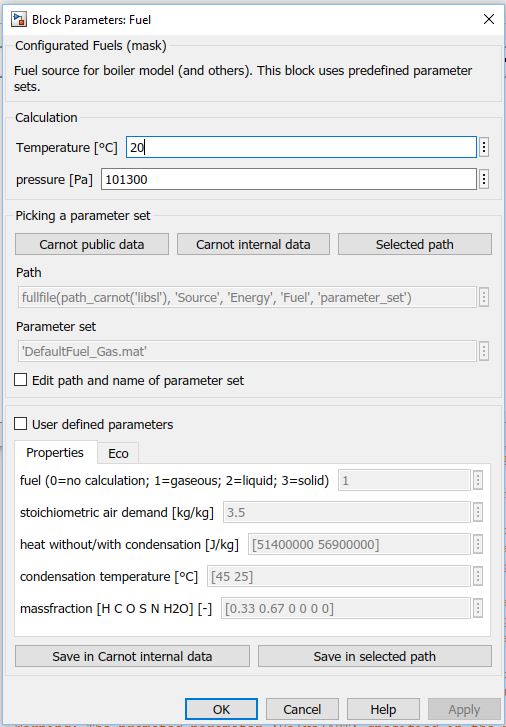 Block Parameters: Fuel
Configurated Fuels (mask)
Fuel source for boiler model (and others). This block uses predefined parameter
sets.
Calculation
Temperature [ºC] 20
pressure [Pa] 101300
Picking a parameter set
Carnot public data Carnot internal data Selected path
Path
fullfile(path_carnot('libsl'), 'Source', 'Energy', 'Fuel', 'parameter_set')
Parameter set
'DefaultFuel_Gas.mat'
Edit path and name of parameter set
User defined parameters
Properties Eco
fuel (0=no calculation; 1=gaseous; 2=liquid; 3=solid) 1
stoichiometric air demand [kg/kg] 3.5
heat without/with condensation [J/kg] [51400000 56900000]
condensation temperature [ºC] [45 25]
massfraction [H C O S N H2O] [-] [0.33 0.67 0 0 0 0]
Save in Carnot internal data Save in selected path
OK Cancel Help Apply